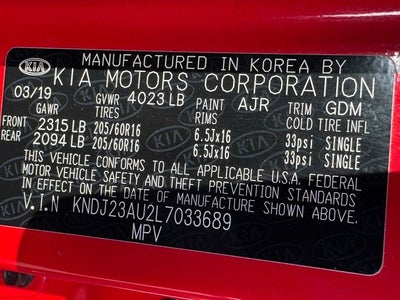 MANUFACTURED IN KOREA BY
KIA KIA MOTORS CORPORATION
03/19 GVWR 4023 LB PAINT AJR TRIM GDM
GAWR TIRES RIMS COLD TIRE INFL
FRONT 2315 LB 205/60R16 6.5Jx16 33psi SINGLE
REAR 2094 LB 205/60R16 6.5Jx16 33psi SINGLE
THIS VEHICLE CONFORMS TO ALL APPLICABLE U.S.A. FEDERAL
MOTOR VEHICLE SAFETY AND THEFT PREVENTION STANDARDS
IN EFFECT ON THE DATE OF MANUFACTURE SHOWN ABOVE.
V.I.N KNDJ23AU2L7033689
MPV